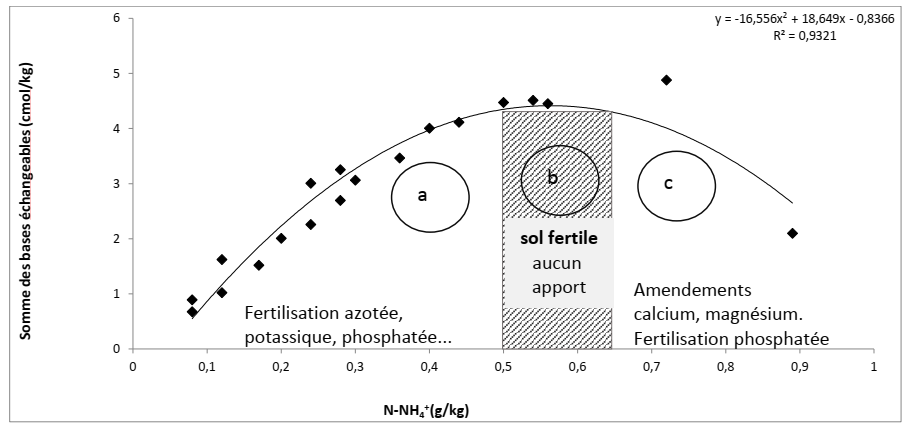 y = -16,556x² + 18,649x - 0,8366
R² = 0,9321
Somme des bases échangeables (cmol/kg)
6
5
4
3
2
1
0
a
b
c
sol fertile
aucun
apport
Fertilisation azotée,
potassique, phosphatée...
Amendements
calcium, magnésium.
Fertilisation phosphatée
0 0,1 0,2 0,3 0,4 0,5 0,6 0,7 0,8 0,9 1
N-NH₄⁺(g/kg)